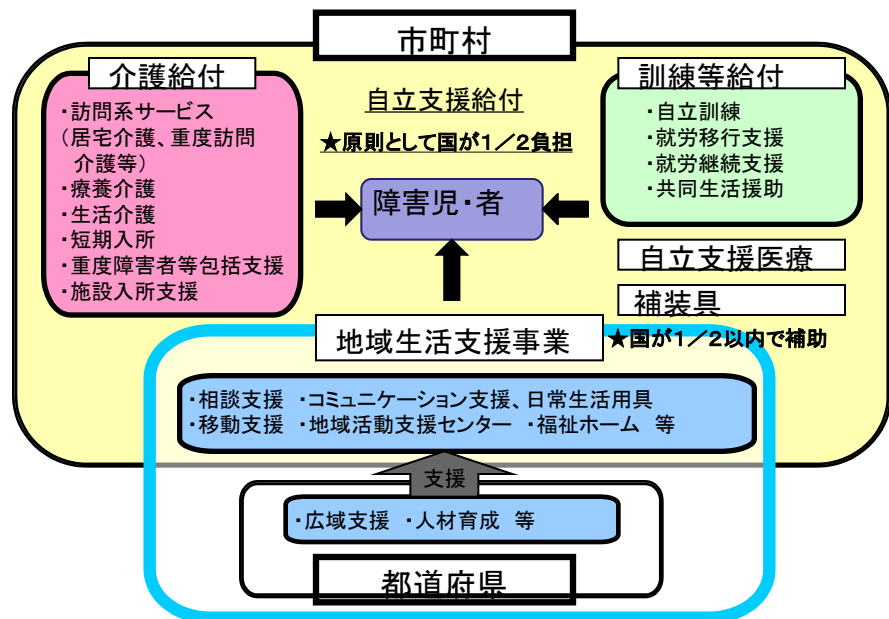 市町村
介護給付
・訪問系サービス
(居宅介護、重度訪問
介護等)
・療養介護
・生活介護
・短期入所
・重度障害者等包括支援
・施設入所支援
自立支援給付
★原則として国が1／2負担
障害児・者
訓練等給付
・自立訓練
・就労移行支援
・就労継続支援
・共同生活援助
自立支援医療
補装具
地域生活支援事業
★国が1／2以内で補助
・相談支援 ・コミュニケーション支援、日常生活用具
・移動支援 ・地域活動支援センター ・福祉ホーム 等
支援
・広域支援 ・人材育成 等
都道府県